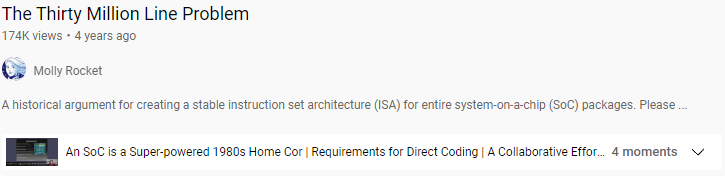 The Thirty Million Line Problem
174K views • 4 years ago
Molly Rocket
A historical argument for creating a stable instruction set architecture (ISA) for entire system-on-a-chip (SoC) packages. Please ...
An SoC is a Super-powered 1980s Home Cor | Requirements for Direct Coding | A Collaborative Effor... 4 moments